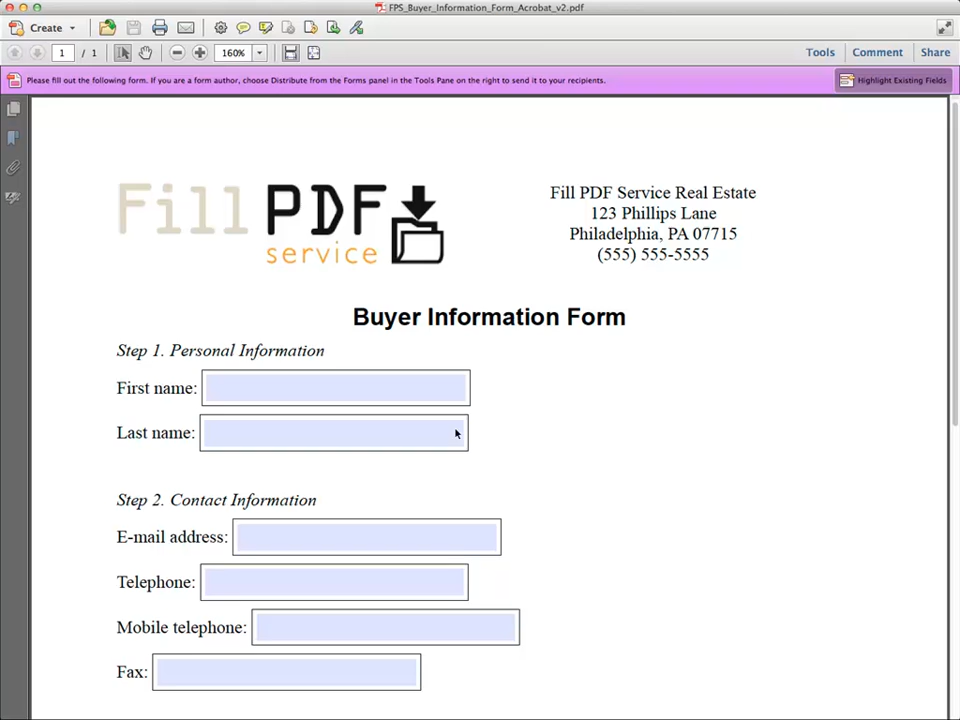 FPS_Buyer_Information_Form_Acrobat_v2.pdf
Create
1 / 1
160%
Tools
Comment
Share
Please fill out the following form. If you are a form author, choose Distribute from the Forms panel in the Tools Pane on the right to send it to your recipients.
Highlight Existing Fields
Fill PDF
service
Fill PDF Service Real Estate
123 Phillips Lane
Philadelphia, PA 07715
(555) 555-5555
Buyer Information Form
Step 1. Personal Information
First name:
Last name:
Step 2. Contact Information
E-mail address:
Telephone:
Mobile telephone:
Fax: